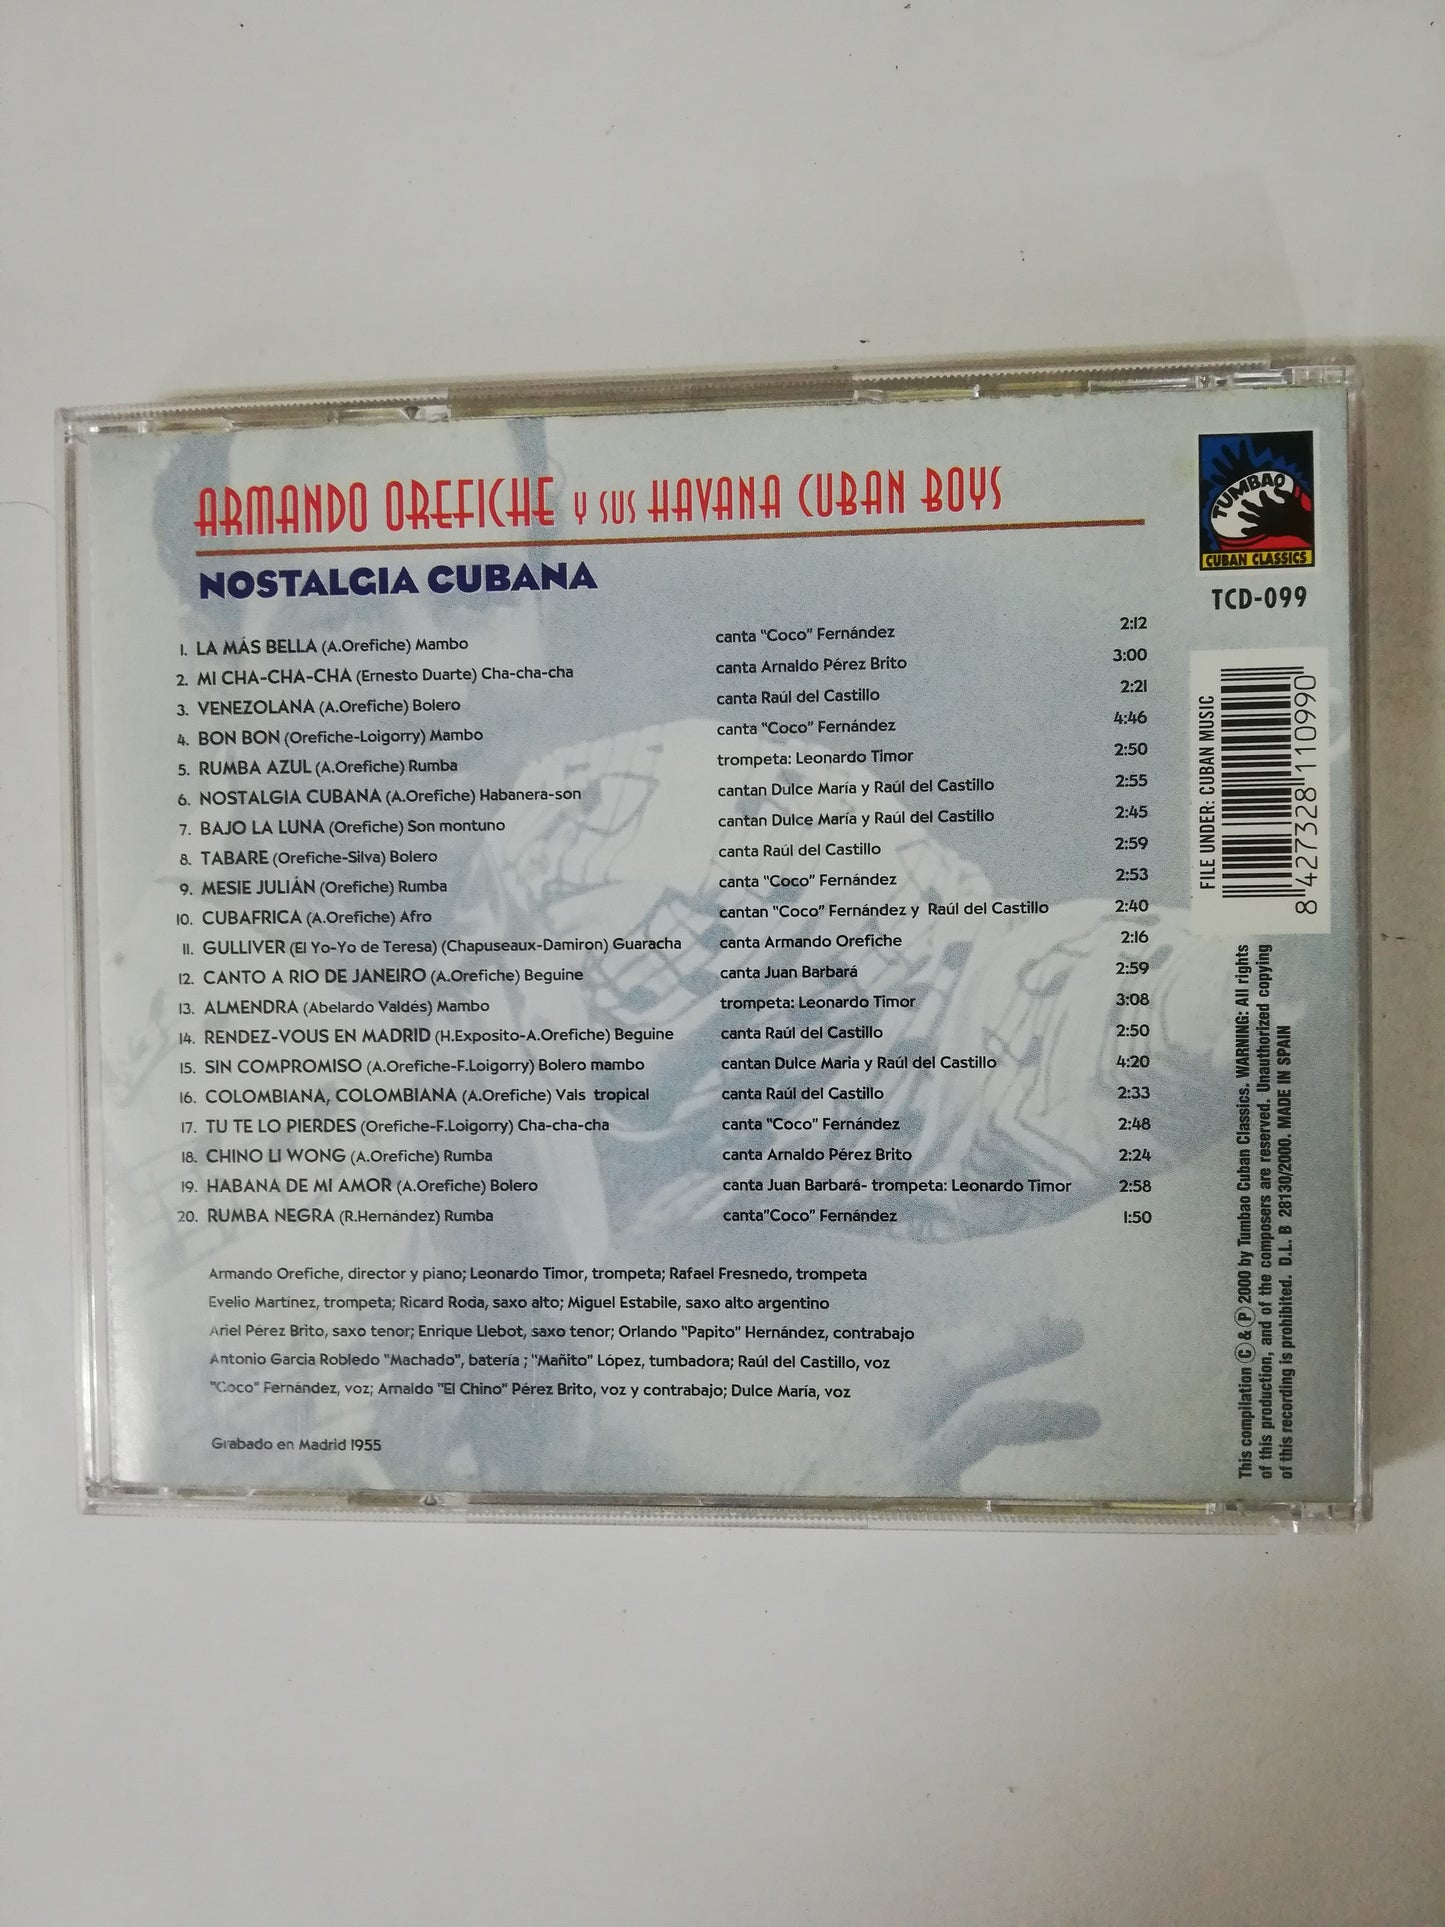 ARMANDO OREFICHE Y SUS HAVANA CUBAN BOYS
NOSTALGIA CUBANA
1. LA MÁS BELLA (A.Orefiche) Mambo canta "Coco" Fernández 2:12
2. MI CHA-CHA-CHA (Ernesto Duarte) Cha-cha-cha canta Arnaldo Pérez Brito 3:00
3. VENEZOLANA (A.Orefiche) Bolero canta Raúl del Castillo 2:21
4. BON BON (Orefiche-Loigorry) Mambo canta "Coco" Fernández 4:46
5. RUMBA AZUL (A.Orefiche) Rumba trompeta: Leonardo Timor 2:50
6. NOSTALGIA CUBANA (A.Orefiche) Habanera-son cantan Dulce María y Raúl del Castillo 2:55
7. BAJO LA LUNA (Orefiche) Son montuno cantan Dulce María y Raúl del Castillo 2:45
8. TABARE (Orefiche-Silva) Bolero canta Raúl del Castillo 2:59
9. MESIE JULIÁN (Orefiche) Rumba canta "Coco" Fernández 2:53
10. CUBAFRICA (A.Orefiche) Afro cantan "Coco" Fernández y Raúl del Castillo 2:40
11. GULLIVER (El Yo-Yo de Teresa) (Chapuseaux-Damiron) Guaracha canta Armando Orefiche 2:16
12. CANTO A RIO DE JANEIRO (A.Orefiche) Beguine canta Juan Barbará 2:59
13. ALMENDRA (Abelardo Valdés) Mambo trompeta: Leonardo Timor 3:08
14. RENDEZ-VOUS EN MADRID (H.Exposito-A.Orefiche) Beguine canta Raúl del Castillo 2:50
15. SIN COMPROMISO (A.Orefiche-F.Loigorry) Bolero mambo cantan Dulce Maria y Raúl del Castillo 4:20
16. COLOMBIANA, COLOMBIANA (A.Orefiche) Vals tropical canta Raúl del Castillo 2:33
17. TU TE LO PIERDES (Orefiche-F.Loigorry) Cha-cha-cha canta "Coco" Fernández 2:48
18. CHINO LI WONG (A.Orefiche) Rumba canta Arnaldo Pérez Brito 2:24
19. HABANA DE MI AMOR (A.Orefiche) Bolero canta Juan Barbará- trompeta: Leonardo Timor 2:58
20. RUMBA NEGRA (R.Hernández) Rumba canta"Coco" Fernández 1:50
Armando Orefiche, director y piano; Leonardo Timor, trompeta; Rafael Fresnedo, trompeta
Evelio Martínez, trompeta; Ricard Roda, saxo alto; Miguel Estabile, saxo alto argentino
Ariel Pérez Brito, saxo tenor; Enrique Llebot, saxo tenor; Orlando "Papito" Hernández, contrabajo
Antonio Garcia Robledo "Machado", batería ; "Mañito" López, tumbadora; Raúl del Castillo, voz
"Coco" Fernández, voz; Arnaldo "El Chino" Pérez Brito, voz y contrabajo; Dulce María, voz
Grabado en Madrid 1955
TUMBAO
CUBAN CLASSICS
TCD-099
FILE UNDER: CUBAN MUSIC
8 427328 110990
This compilation Ⓒ & Ⓟ 2000 by Tumbao Cuban Classics. WARNING: All rights
of this production, and of the composers are reserved. Unauthorized copying
of this recording is prohibited. D.L. B 28130/2000. MADE IN SPAIN